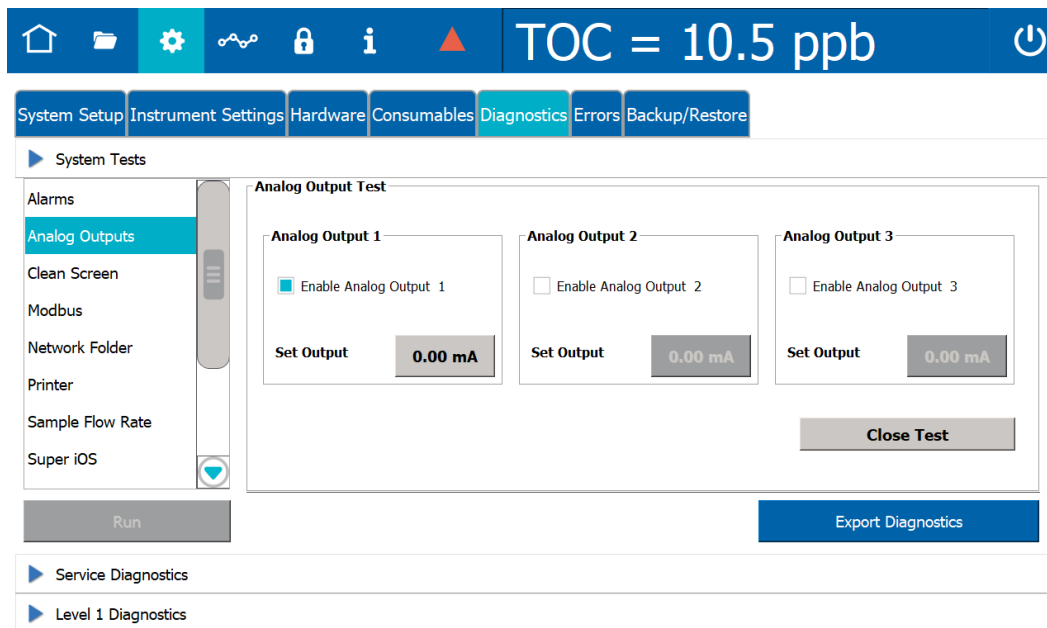 TOC = 10.5 ppb
System Setup Instrument Settings Hardware Consumables Diagnostics Errors Backup/Restore
System Tests
Alarms
Analog Outputs
Clean Screen
Modbus
Network Folder
Printer
Sample Flow Rate
Super iOS
Analog Output Test
Analog Output 1
Enable Analog Output 1
Set Output 0.00 mA
Analog Output 2
Enable Analog Output 2
Set Output 0.00 mA
Analog Output 3
Enable Analog Output 3
Set Output 0.00 mA
Close Test
Run
Export Diagnostics
Service Diagnostics
Level 1 Diagnostics